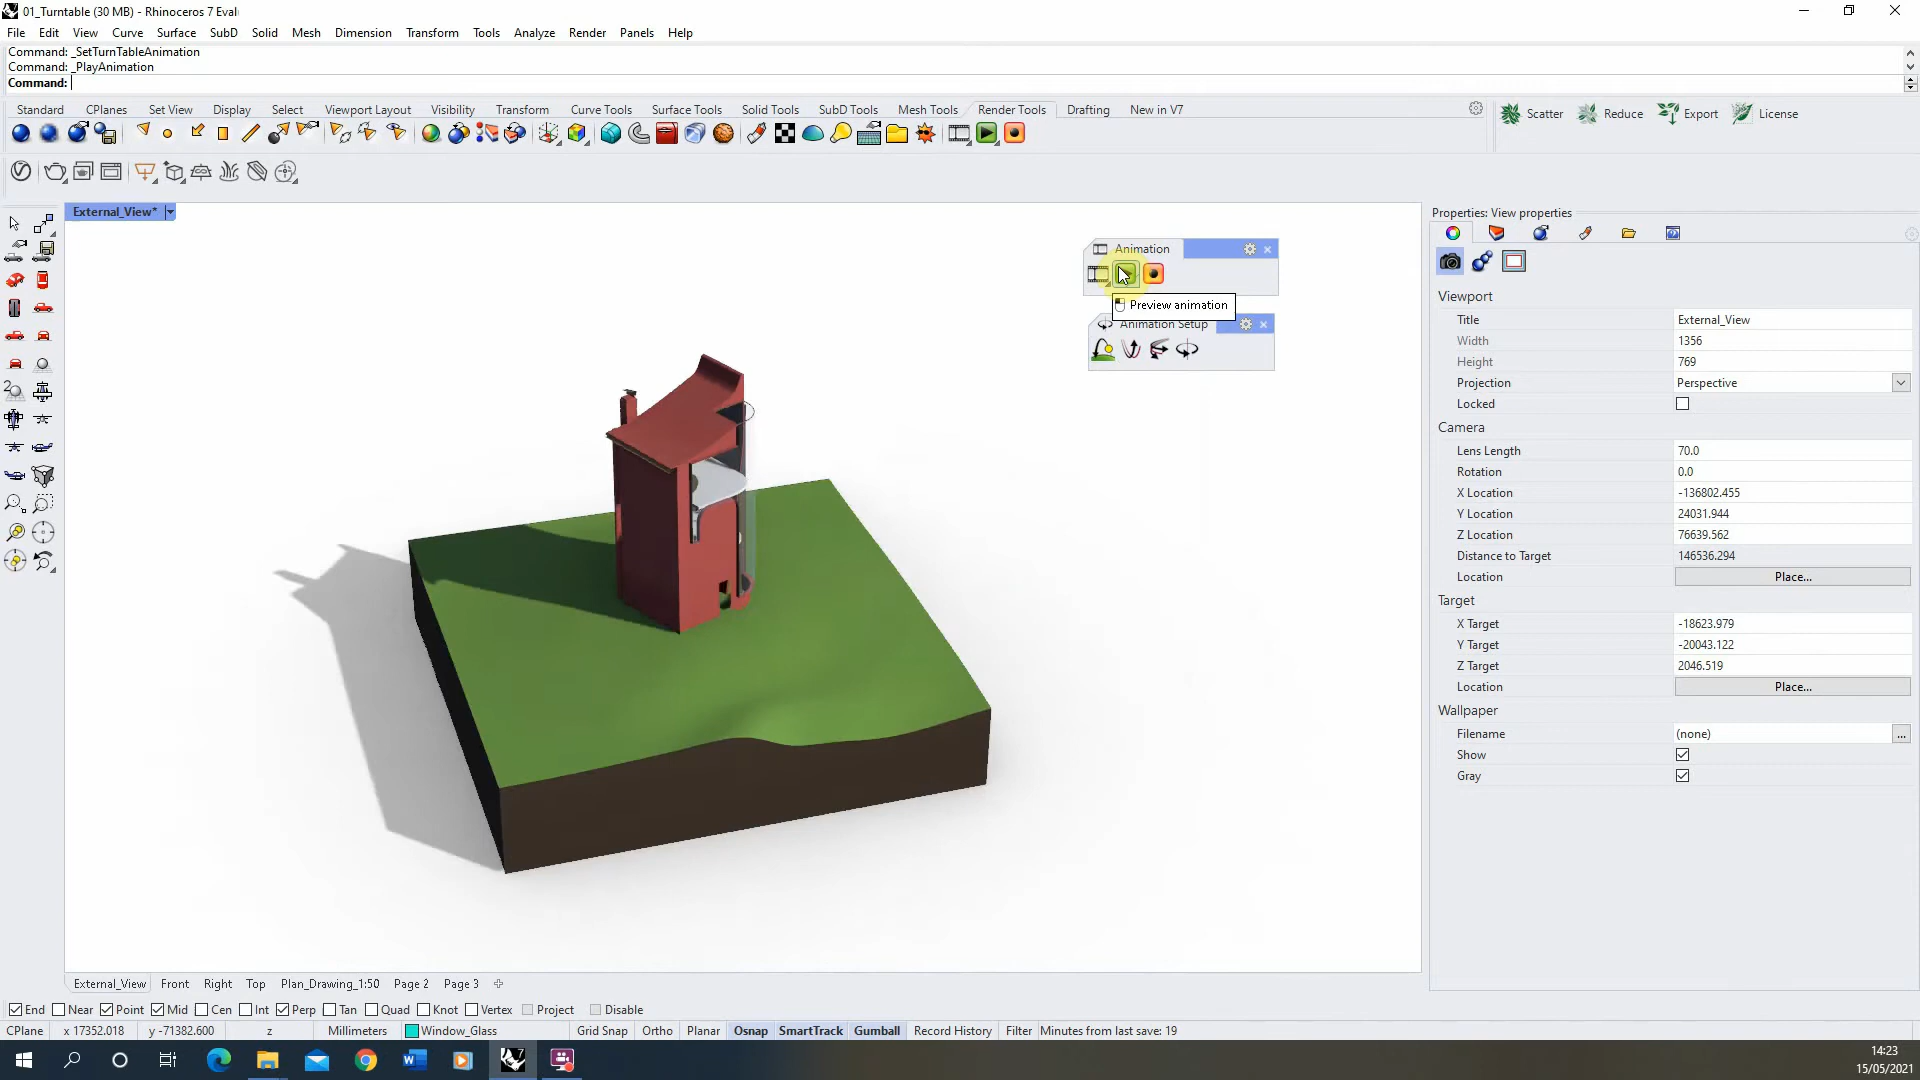 01_Turntable (30 MB) - Rhinoceros 7 Eval
File Edit View Curve Surface SubD Solid Mesh Dimension Transform Tools Analyze Render Panels Help
Command: _SetTurnTableAnimation
Command: _PlayAnimation
Command:
Standard CPlanes Set View Display Select Viewport Layout Visibility Transform Curve Tools Surface Tools Solid Tools SubD Tools Mesh Tools Render Tools Drafting New in V7
Scatter Reduce Export License
External_View*
Animation
Preview animation
Animation Setup
Properties: View properties
Viewport
Title External_View
Width 1356
Height 769
Projection Perspective
Locked
Camera
Lens Length 70.0
Rotation 0.0
X Location -136802.455
Y Location 24031.944
Z Location 76639.562
Distance to Target 146536.294
Location Place...
Target
X Target -18623.979
Y Target -20043.122
Z Target 2046.519
Location Place...
Wallpaper
Filename (none) ...
Show
Gray
External_View Front Right Top Plan_Drawing_1:50 Page 2 Page 3
End Near Point Mid Cen Int Perp Tan Quad Knot Vertex Project Disable
CPlane x 17352.018 y -71382.600 z Millimeters Window_Glass Grid Snap Ortho Planar Osnap SmartTrack Gumball Record History Filter Minutes from last save: 19
14:23
15/05/2021